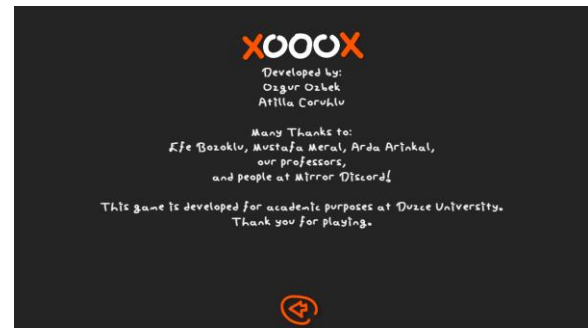 XOOOX
Developed by:
Ozgur Ozbek
Atilla Coruhlu
Many Thanks to:
Efe Bozoklu, Mustafa Meral, Arda Arinkal,
our professors,
and people at Mirror Discord!
This game is developed for academic purposes at Duzce University.
Thank you for playing.